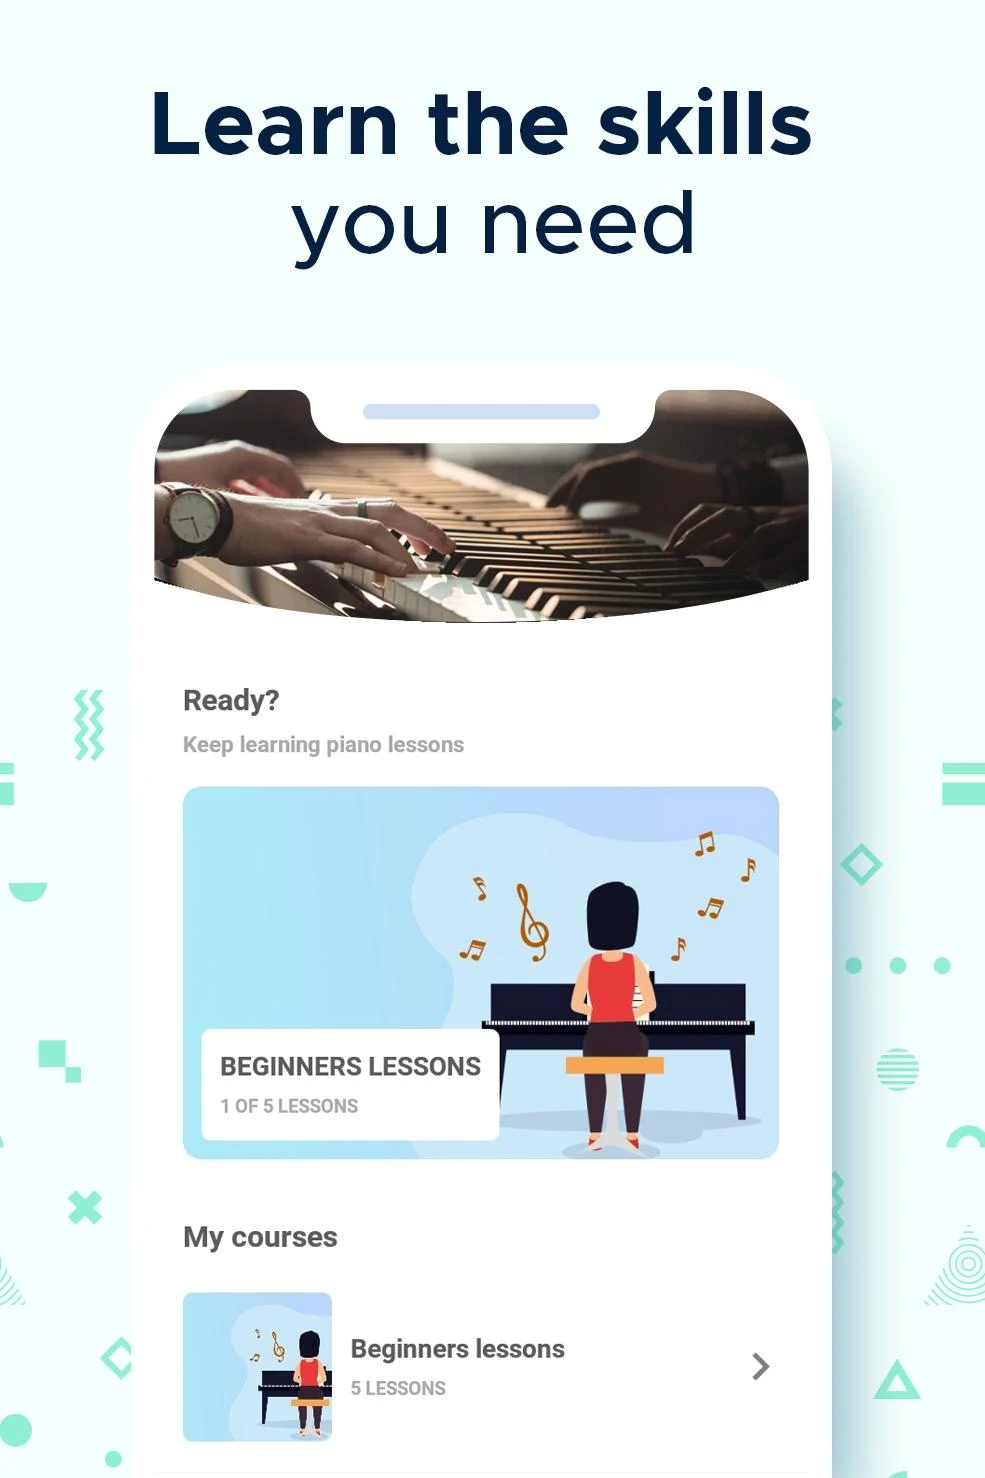 Learn the skills
you need
Ready?
Keep learning piano lessons
BEGINNERS LESSONS
1 OF 5 LESSONS
My courses
Beginners lessons
5 LESSONS